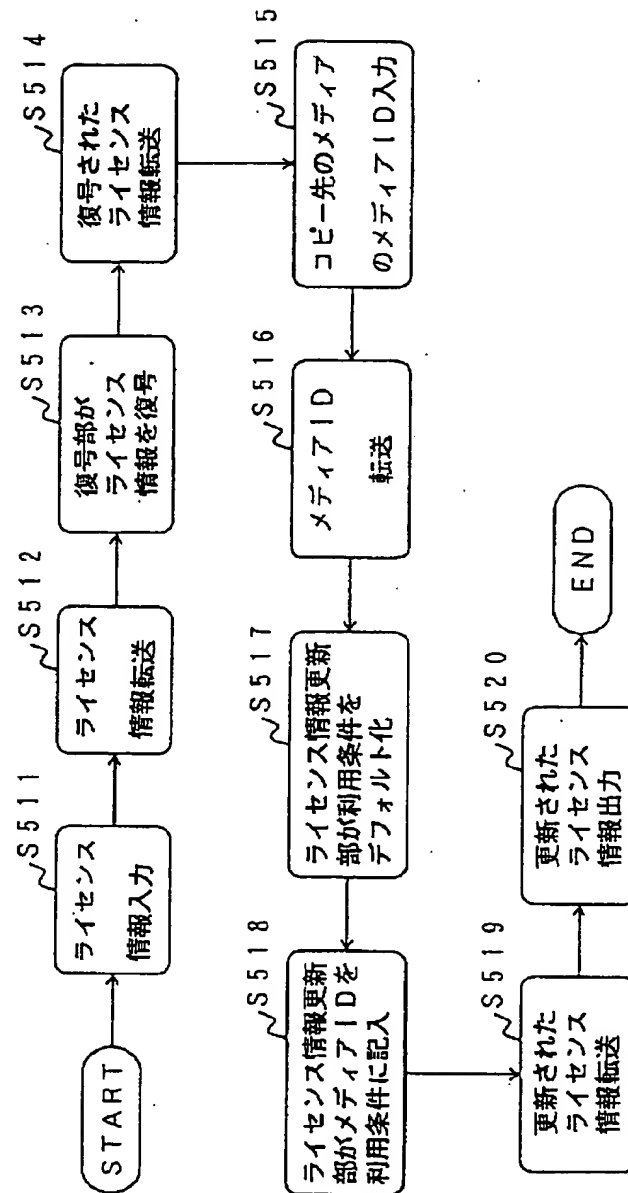 START
S511
ライセンス
情報入力
S512
ライセンス
情報転送
S513
復号部が
ライセンス
情報を復号
S514
復号された
ライセンス
情報転送
S515
コピー先のメディア
のメディアID入力
S516
メディアID
転送
S517
ライセンス情報更新
部が利用条件を
デフォルト化
S518
ライセンス情報更新
部がメディアIDを
利用条件に記入
S519
更新された
ライセンス
情報転送
S520
更新された
ライセンス
情報出力
END